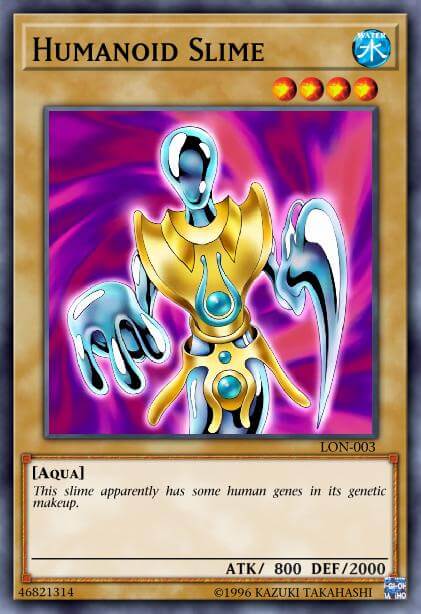 HUMANOID SLIME
WATER
水
LON-003
[AQUA]
This slime apparently has some human genes in its genetic
makeup.
ATK/ 800 DEF/2000
46821314
©1996 KAZUKI TAKAHASHI